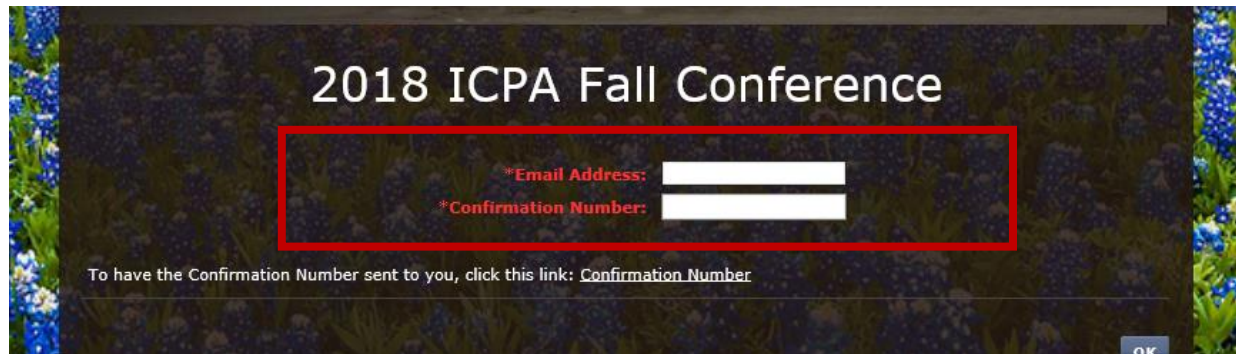 2018 ICPA Fall Conference
*Email Address:
*Confirmation Number:
To have the Confirmation Number sent to you, click this link: Confirmation Number
OK